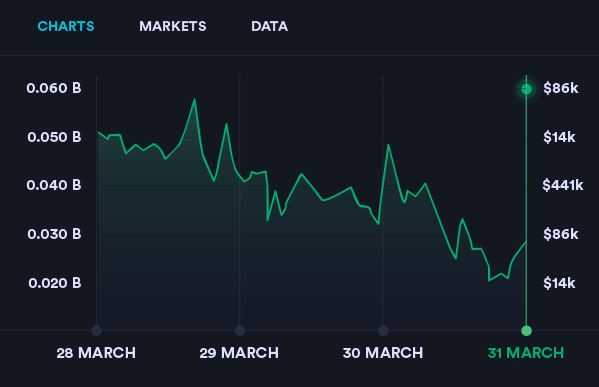 CHARTS MARKETS DATA
0.060 B $86k
0.050 B $14k
0.040 B $441k
0.030 B $86k
0.020 B $14k
28 MARCH 29 MARCH 30 MARCH 31 MARCH